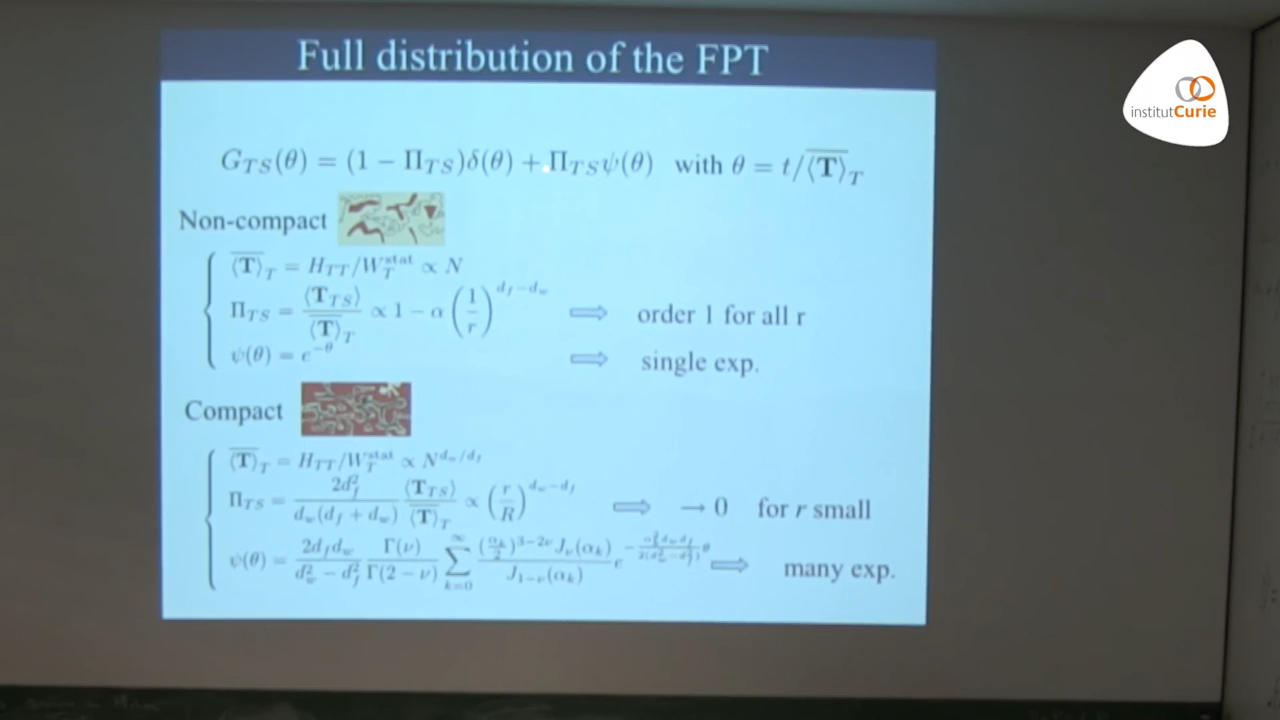 Full distribution of the FPT
institutCurie
G_{TS}(θ) = (1 − Π_{TS})δ(θ) + Π_{TS}ψ(θ) with θ = t/\overline{⟨𝐓⟩}_T
Non-compact
\overline{⟨𝐓⟩}_T = H_{TT}/W_T^{stat} ∝ N
Π_{TS} = ⟨𝐓_{TS}⟩/\overline{⟨𝐓⟩}_T ∝ 1 − α (1/r)^{d_f−d_w} ⟹ order 1 for all r
ψ(θ) = e^{−θ} ⟹ single exp.
Compact
\overline{⟨𝐓⟩}_T = H_{TT}/W_T^{stat} ∝ N^{d_w/d_f}
Π_{TS} = 2d_f^2/(d_w(d_f + d_w)) ⟨𝐓_{TS}⟩/\overline{⟨𝐓⟩}_T ∝ (r/R)^{d_w−d_f} ⟹ → 0 for r small
ψ(θ) = 2d_f d_w/(d_w^2 − d_f^2) Γ(ν)/Γ(2 − ν) ∑_{k=0}^{∞} (α_k/2)^{3−2ν} J_ν(α_k)/J_{1−ν}(α_k) e ⟹ many exp.